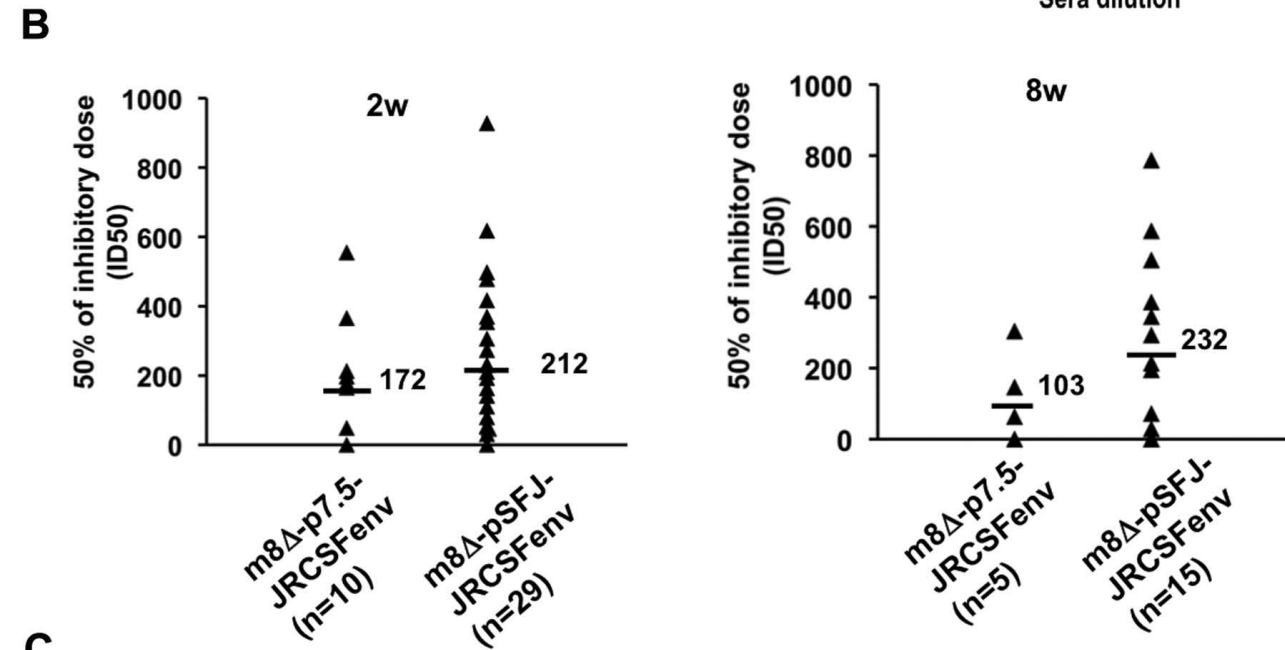 B
Sera dilution
50% of inhibitory dose
(ID50)
1000
800
600
400
200
0
2w
172
212
m8Δ-p7.5-
JRCSFenv
(n=10)
m8Δ-pSFJ-
JRCSFenv
(n=29)
50% of inhibitory dose
(ID50)
1000
800
600
400
200
0
8w
103
232
m8Δ-p7.5-
JRCSFenv
(n=5)
m8Δ-pSFJ-
JRCSFenv
(n=15)
C